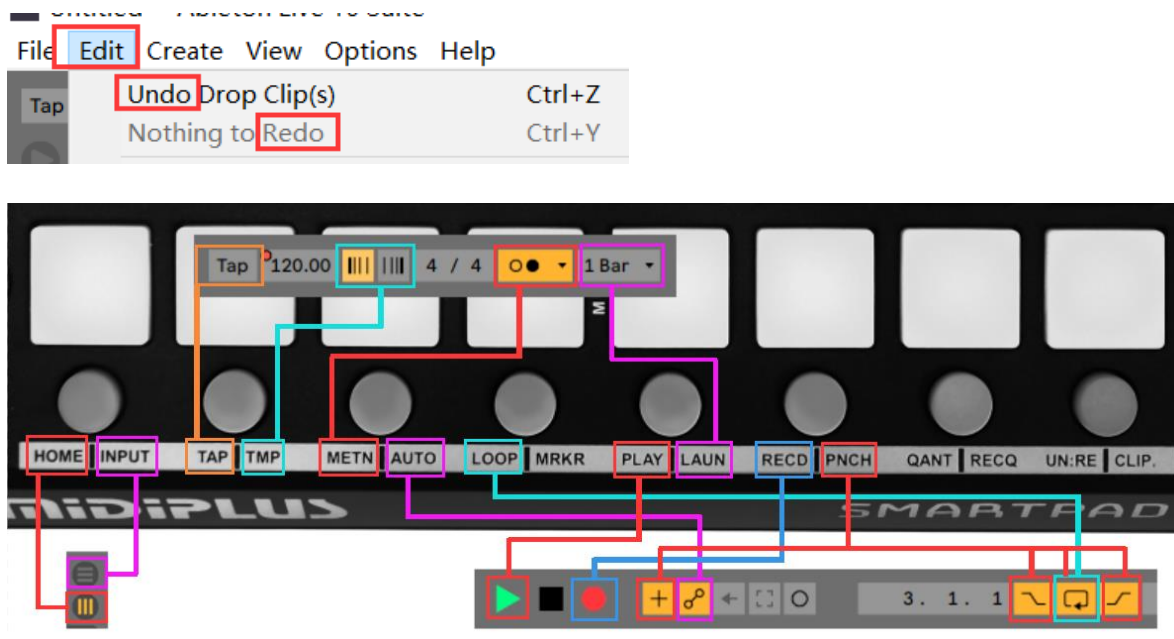 Untitled - Ableton Live 10 Suite
File Edit Create View Options Help
Tap
Undo Drop Clip(s) Ctrl+Z
Nothing to Redo Ctrl+Y
Tap 120.00 4 / 4 1 Bar
M
HOME INPUT TAP TMP METN AUTO LOOP MRKR PLAY LAUN RECD PNCH QANT RECQ UN:RE CLIP.
MIDIPLUS SMARTPAD
3. 1. 1